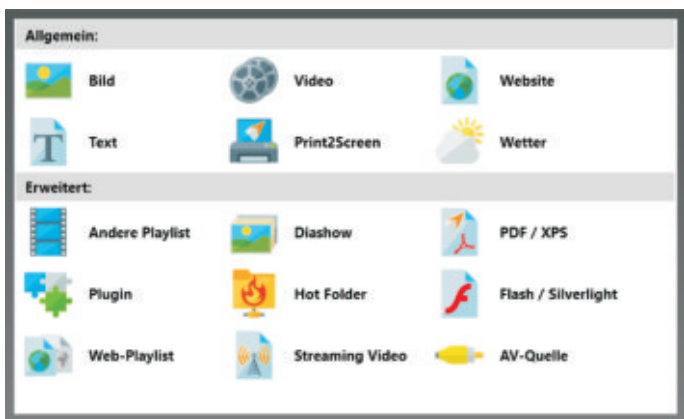 Allgemein:
Bild Video Website
Text Print2Screen Wetter
Erweitert:
Andere Playlist Diashow PDF / XPS
Plugin Hot Folder Flash / Silverlight
Web-Playlist Streaming Video AV-Quelle